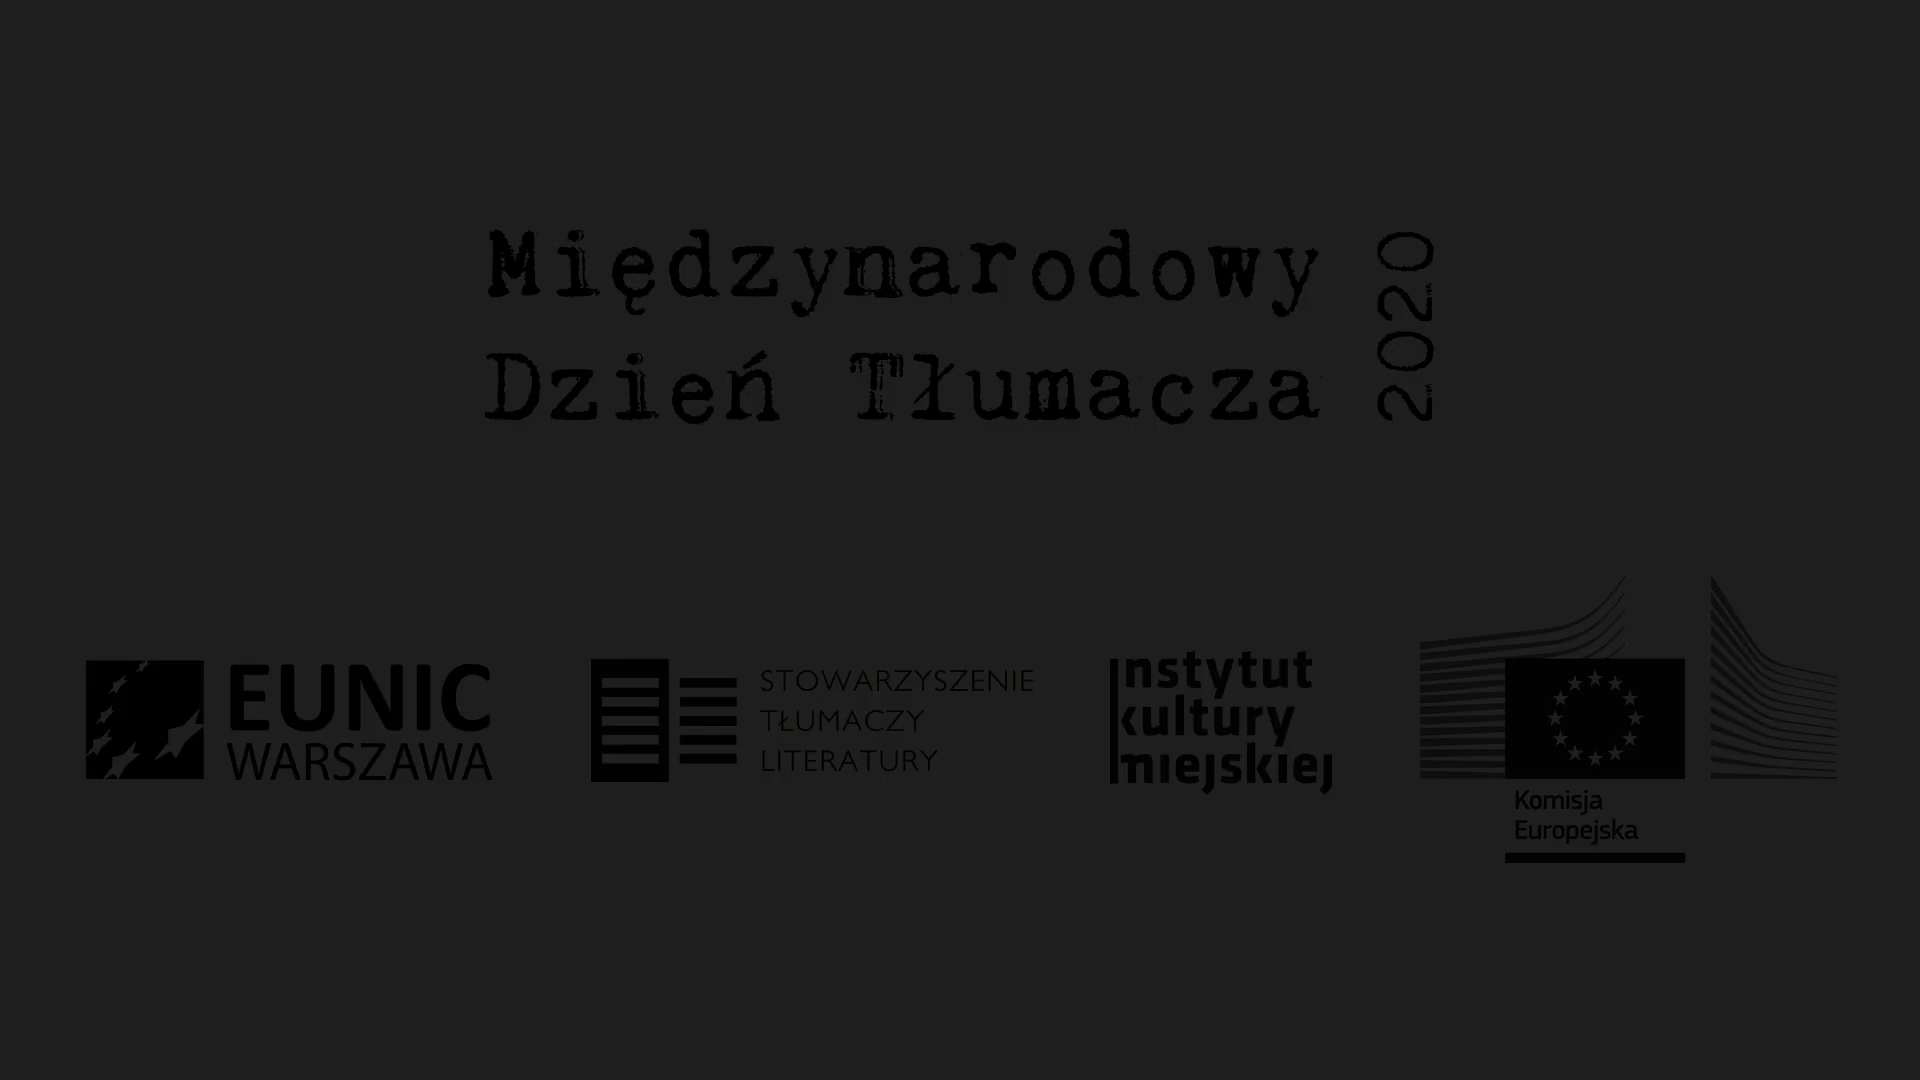 Międzynarodowy
Dzień Tłumacza
2020
EUNIC
WARSZAWA
STOWARZYSZENIE
TŁUMACZY
LITERATURY
instytut
kultury
miejskiej
Komisja
Europejska